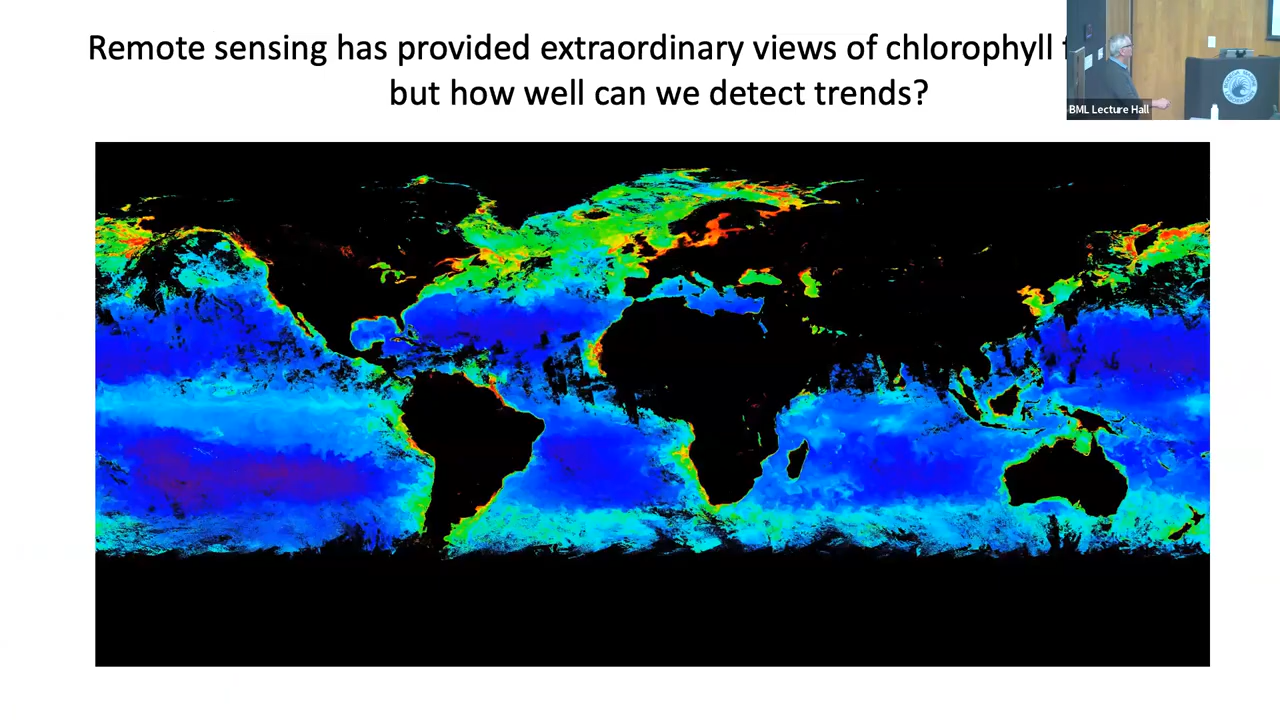 Remote sensing has provided extraordinary views of chlorophyll
but how well can we detect trends?
BML Lecture Hall